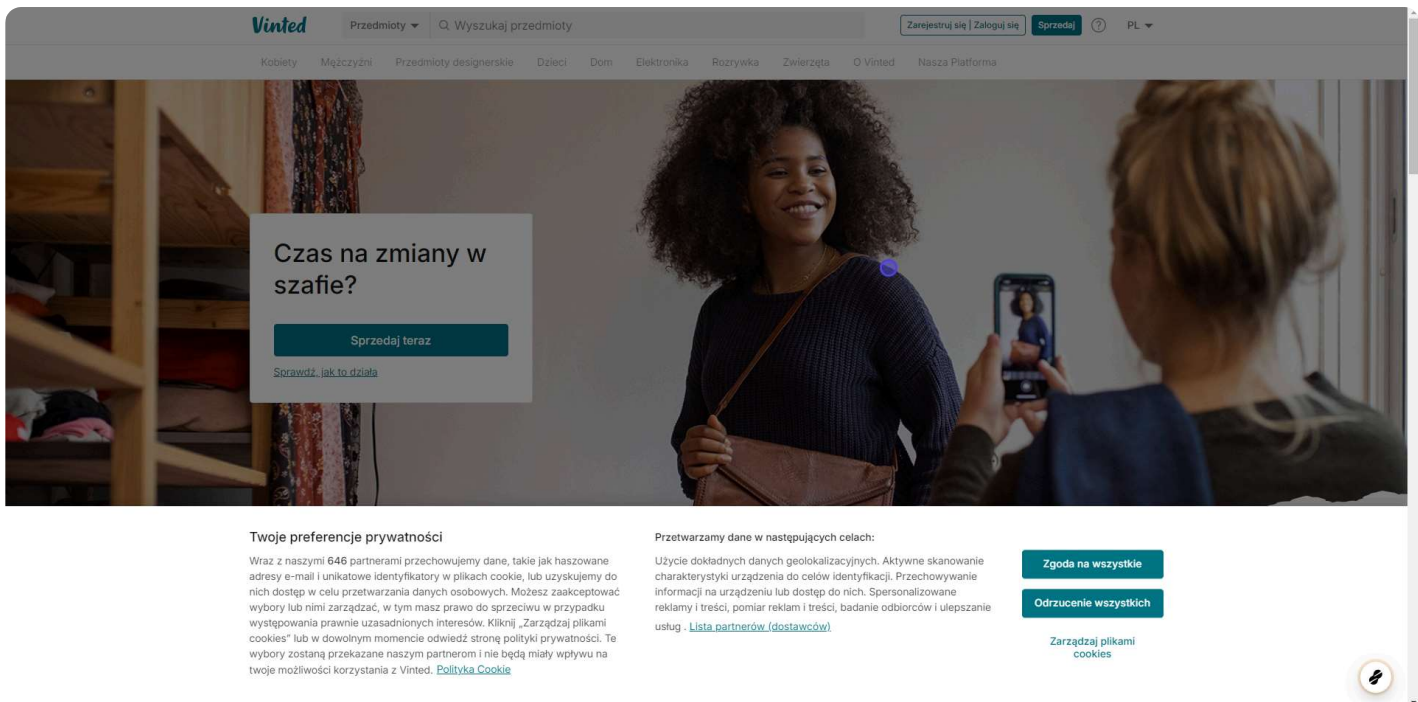 Vinted
Przedmioty
Wyszukaj przedmioty
Zarejestruj się | Zaloguj się
Sprzedaj
?
PL
Kobiety Mężczyźni Przedmioty designerskie Dzieci Dom Elektronika Rozrywka Zwierzęta O Vinted Nasza Platforma
Czas na zmiany w
szafie?
Sprzedaj teraz
Sprawdź, jak to działa
Twoje preferencje prywatności
Wraz z naszymi 646 partnerami przechowujemy dane, takie jak haszowane
adresy e-mail i unikatowe identyfikatory w plikach cookie, lub uzyskujemy do
nich dostęp w celu przetwarzania danych osobowych. Możesz zaakceptować
wybory lub nimi zarządzać, w tym masz prawo do sprzeciwu w przypadku
występowania prawnie uzasadnionych interesów. Kliknij „Zarządzaj plikami
cookies” lub w dowolnym momencie odwiedź stronę polityki prywatności. Te
wybory zostaną przekazane naszym partnerom i nie będą miały wpływu na
twoje możliwości korzystania z Vinted. Polityka Cookie
Przetwarzamy dane w następujących celach:
Użycie dokładnych danych geolokalizacyjnych. Aktywne skanowanie
charakterystyki urządzenia do celów identyfikacji. Przechowywanie
informacji na urządzeniu lub dostęp do nich. Spersonalizowane
reklamy i treści, pomiar reklam i treści, badanie odbiorców i ulepszanie
usług . Lista partnerów (dostawców)
Zgoda na wszystkie
Odrzucenie wszystkich
Zarządzaj plikami
cookies